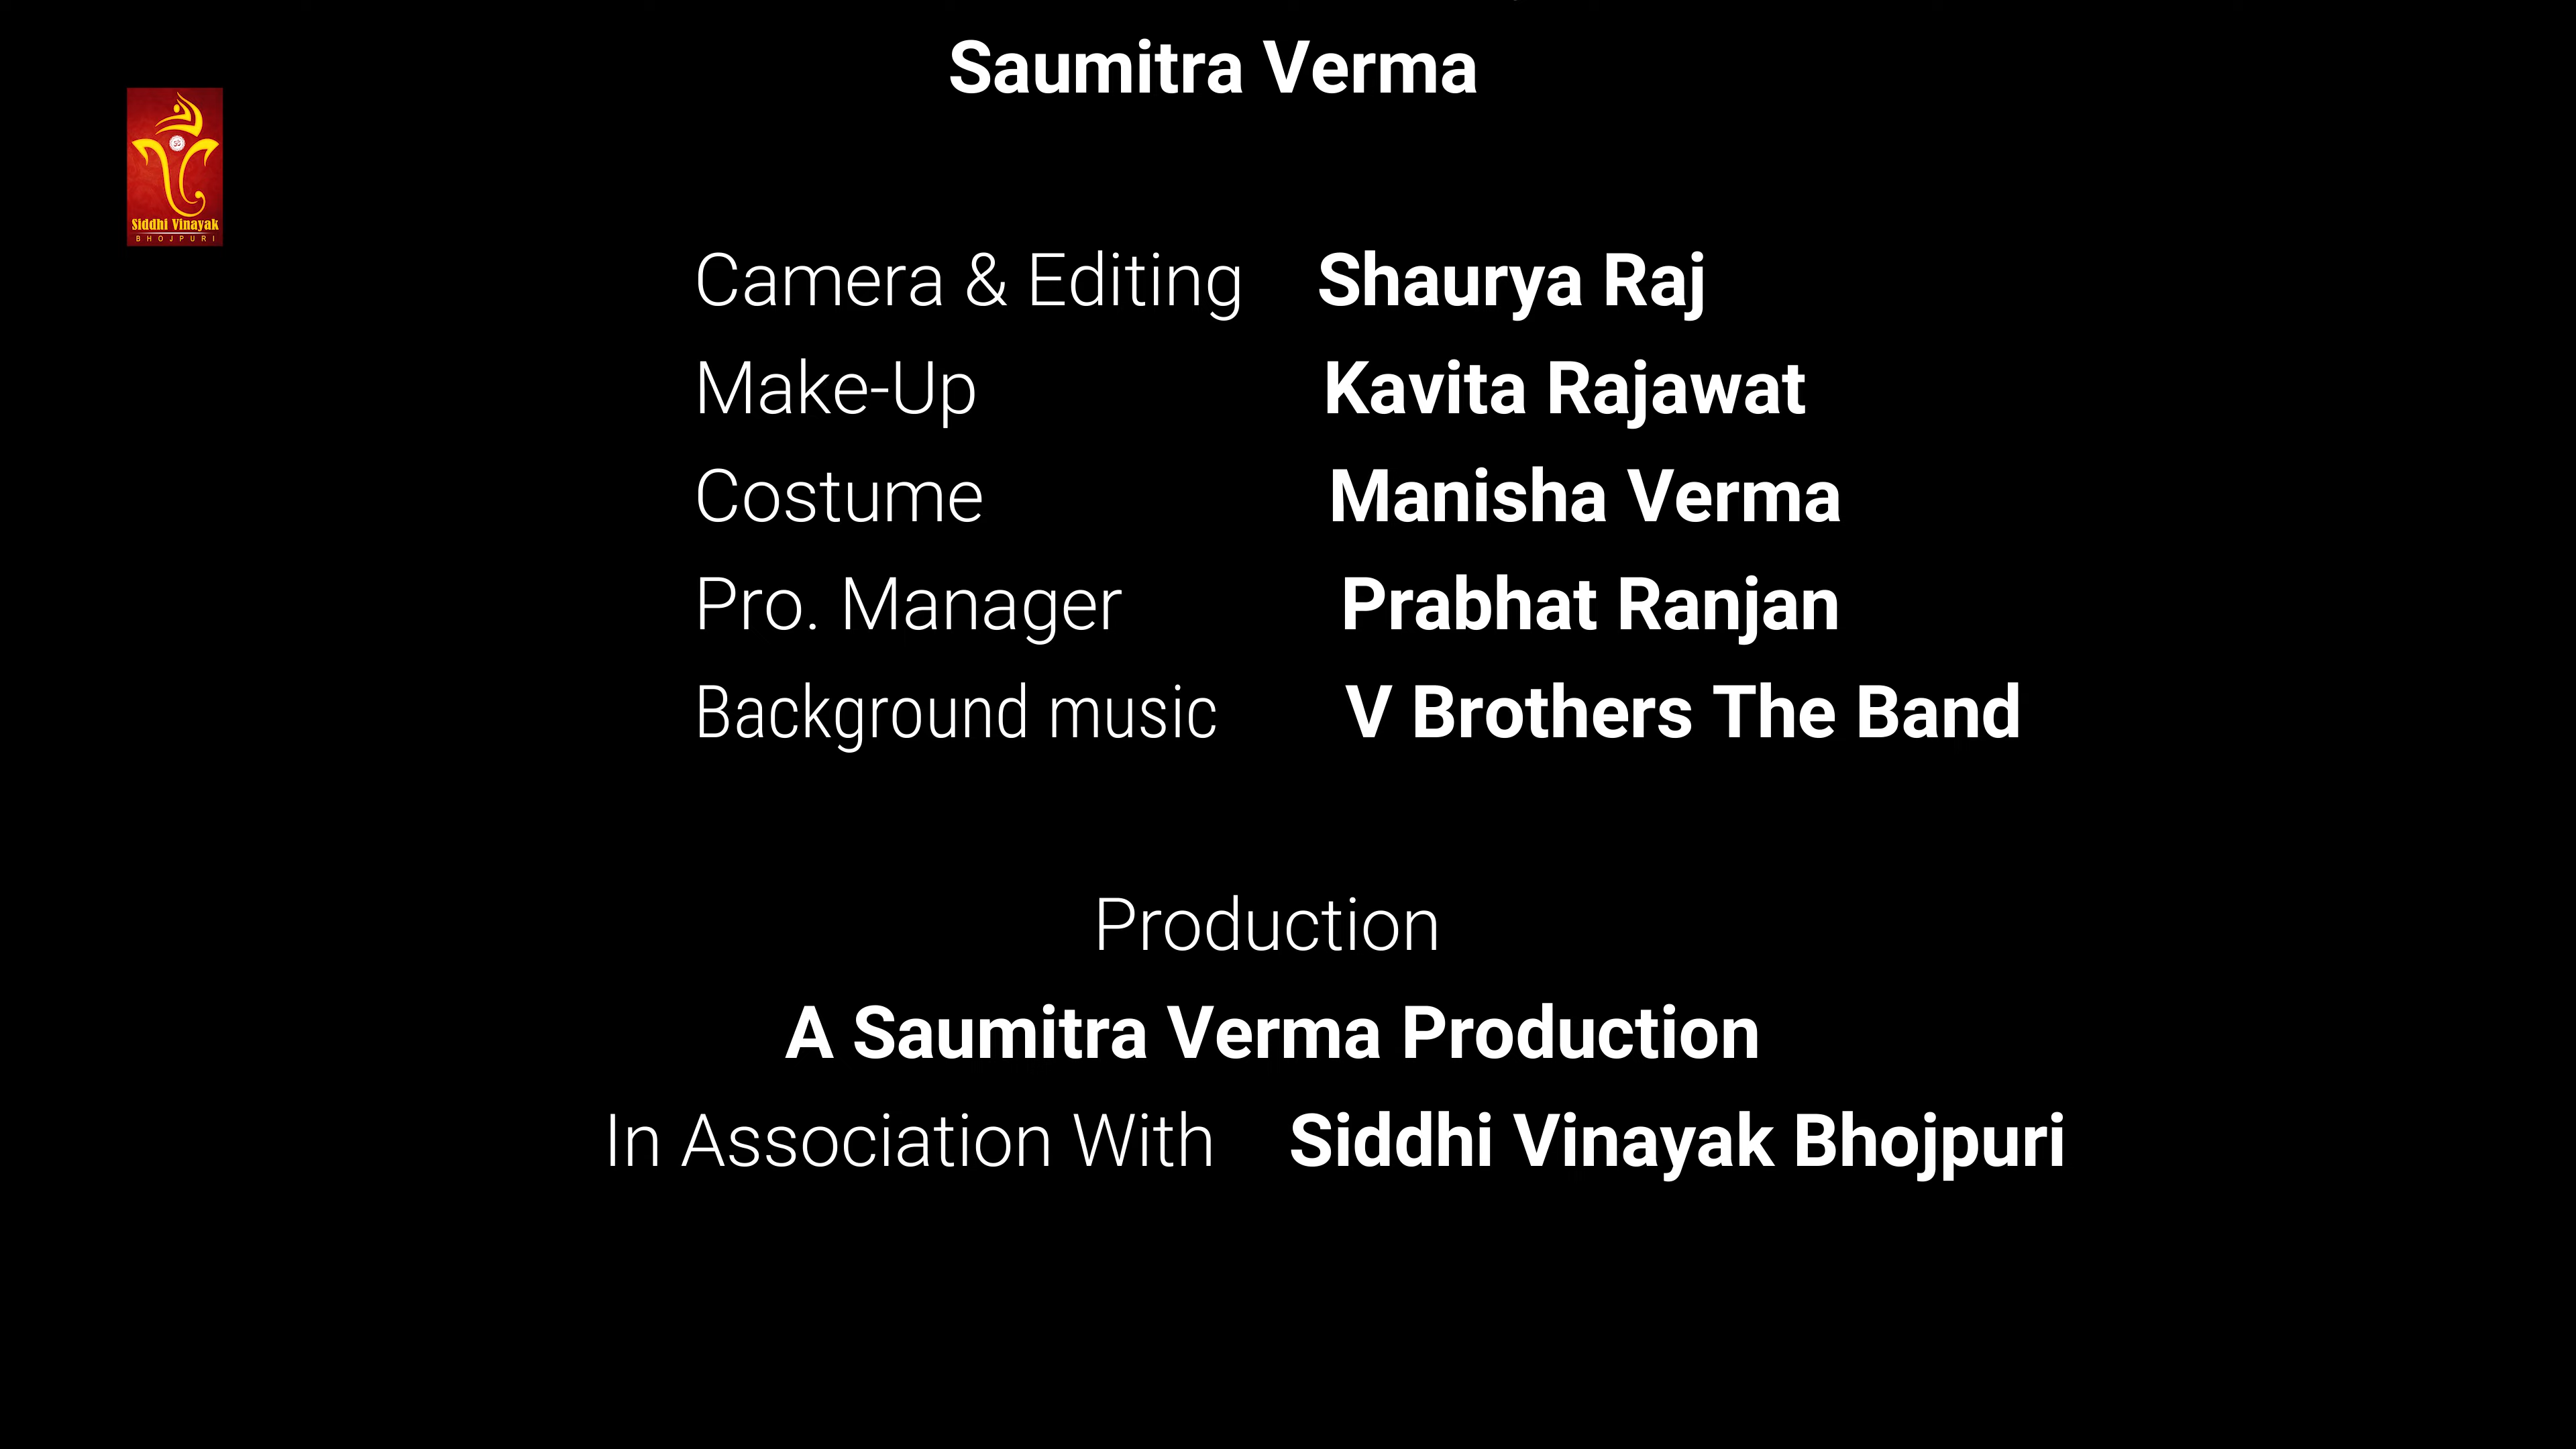 Saumitra Verma
Siddhi Vinayak
BHOJPURI
Camera & Editing Shaurya Raj
Make-Up Kavita Rajawat
Costume Manisha Verma
Pro. Manager Prabhat Ranjan
Background music V Brothers The Band
Production
A Saumitra Verma Production
In Association With Siddhi Vinayak Bhojpuri